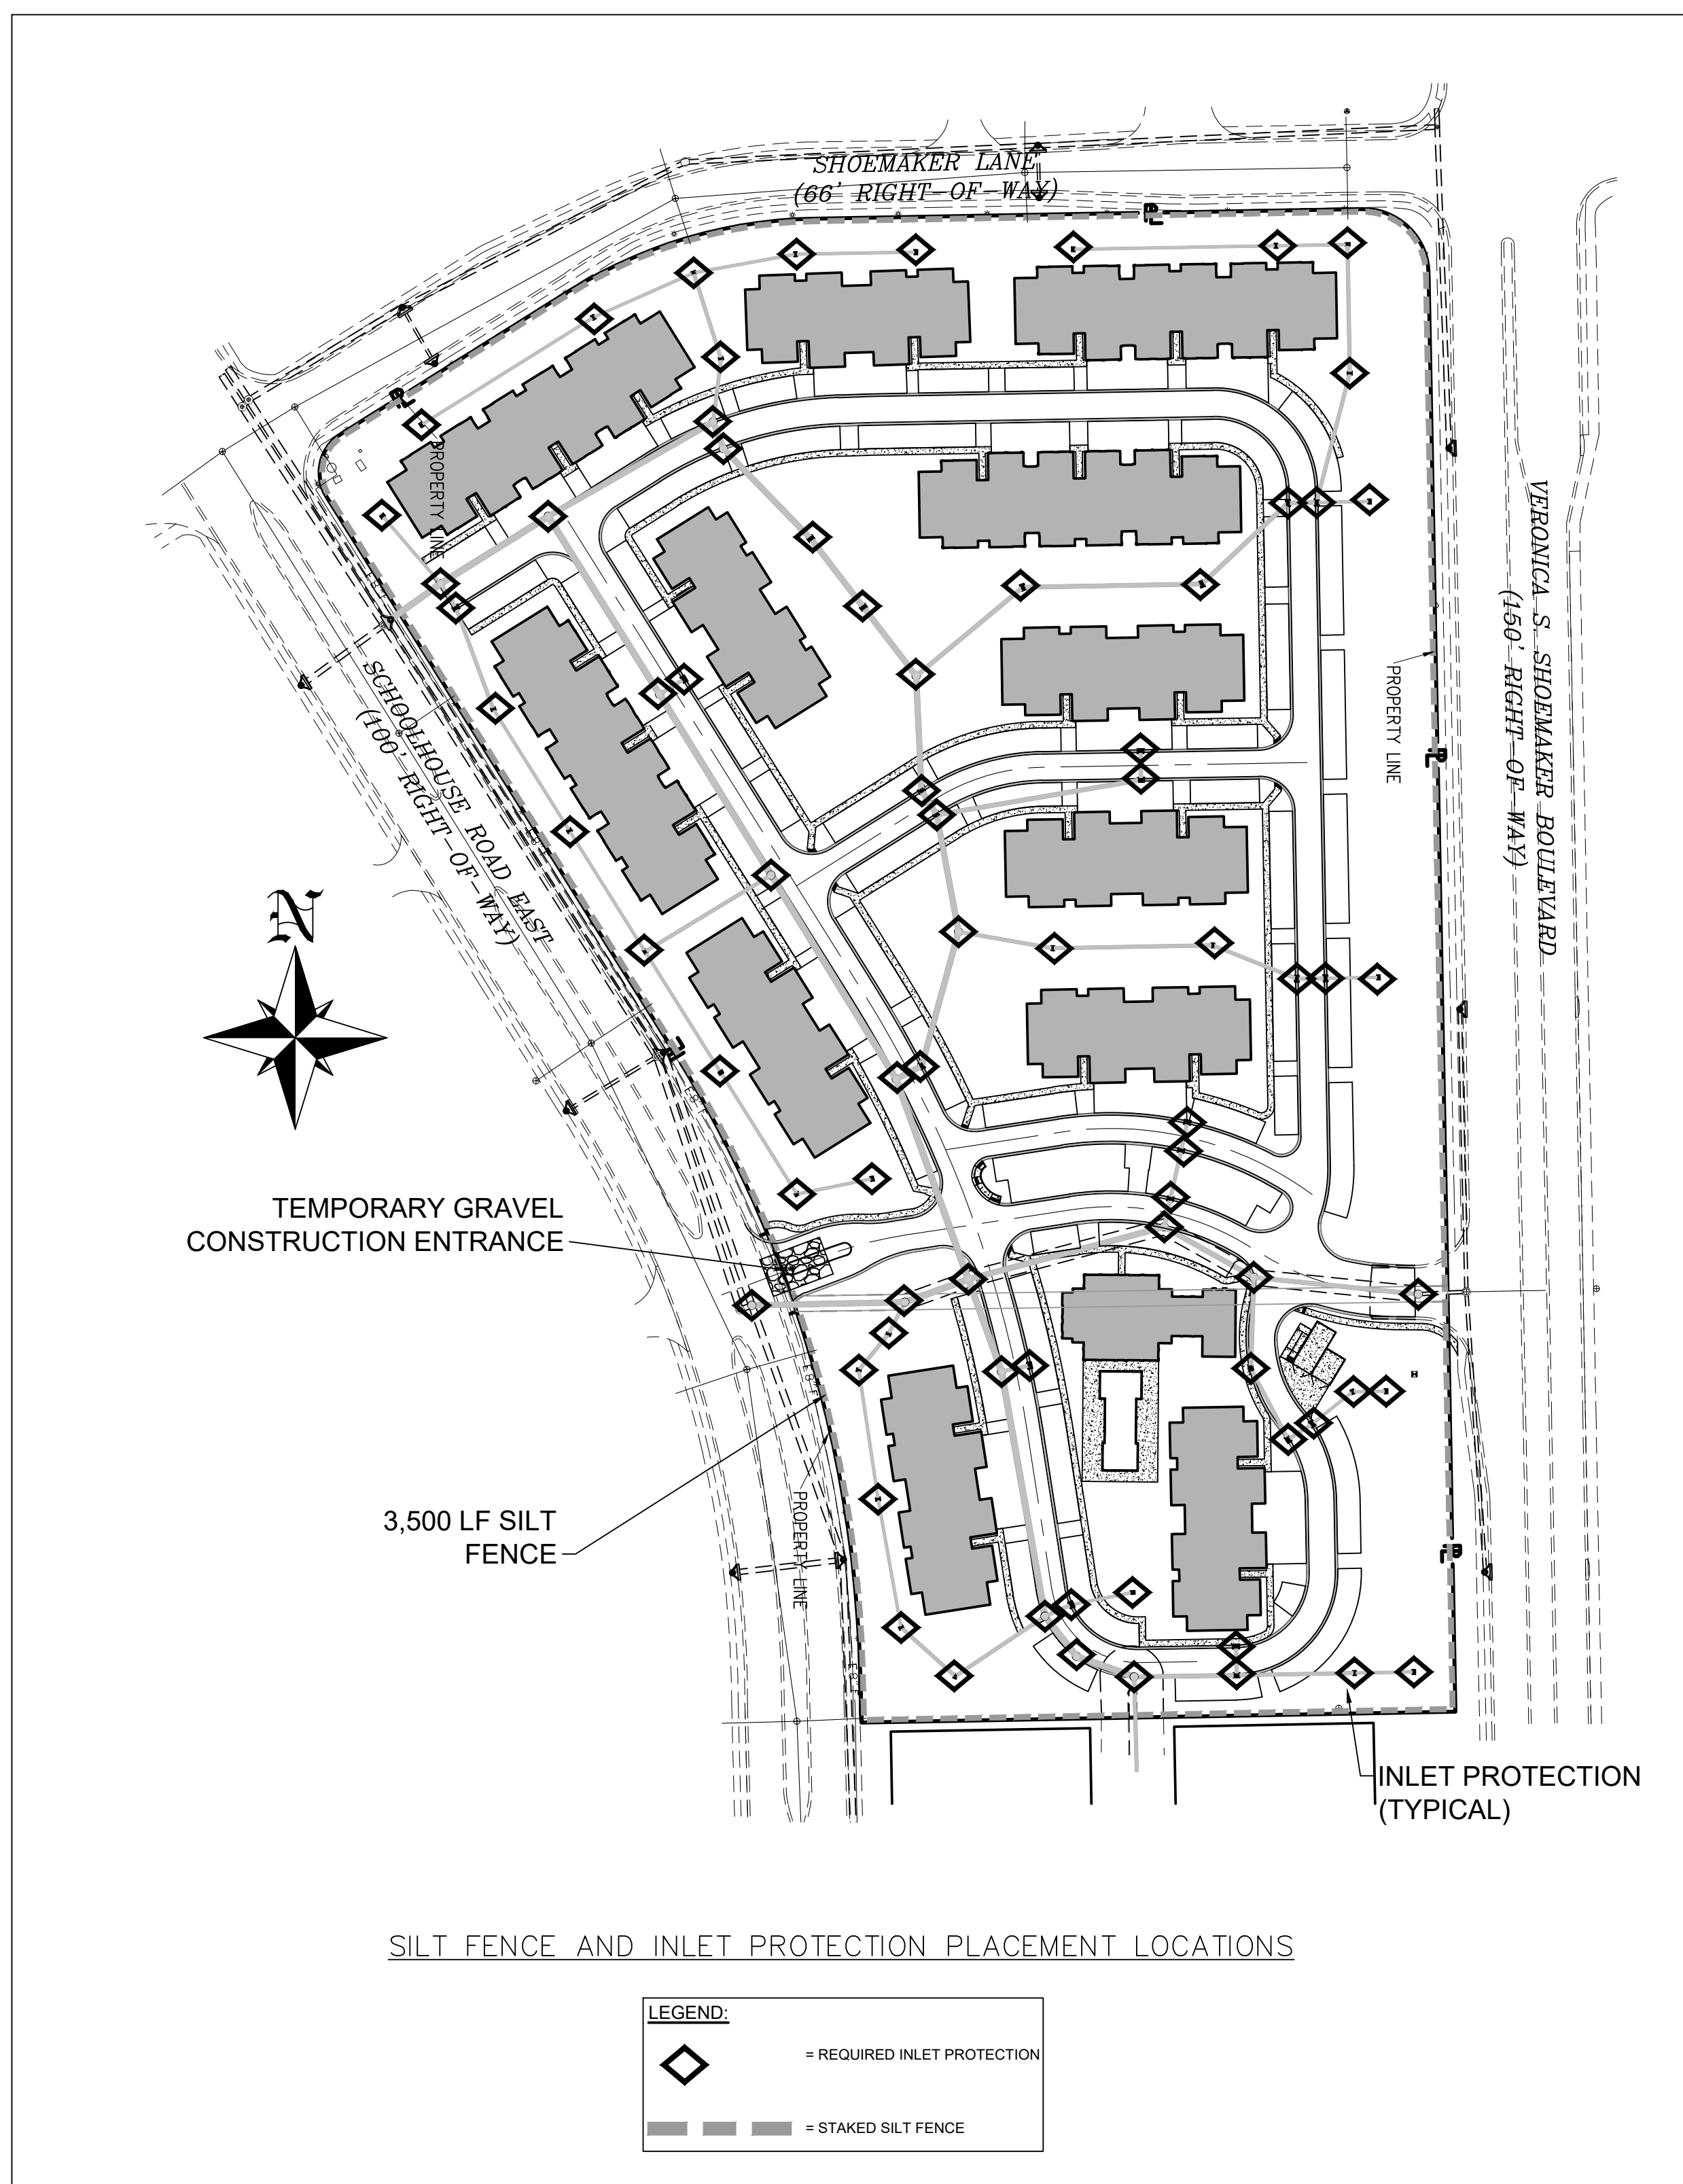 SHOEMAKER LANE
(66' RIGHT-OF-WAY)
PROPERTY LINE
SCHOOLHOUSE ROAD EAST
(100' RIGHT-OF-WAY)
VERONICA S. SHOEMAKER BOULEVARD
(150' RIGHT-OF-WAY)
PROPERTY LINE
N
TEMPORARY GRAVEL
CONSTRUCTION ENTRANCE
3,500 LF SILT
FENCE
PROPERTY LINE
INLET PROTECTION
(TYPICAL)
SILT FENCE AND INLET PROTECTION PLACEMENT LOCATIONS
LEGEND:
= REQUIRED INLET PROTECTION
= STAKED SILT FENCE